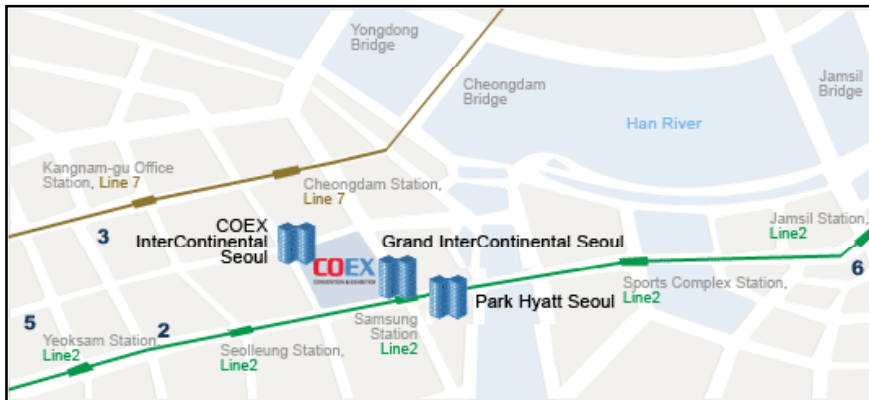 Yongdong
Bridge
Cheongdam
Bridge
Jamsil
Bridge
Han River
Kangnam-gu Office
Station, Line 7
Cheongdam Station,
Line 7
3
COEX
InterContinental
Seoul
COEX
CONVENTION & EXHIBITION
Grand InterContinental Seoul
Jamsil Station,
Line2
6
Park Hyatt Seoul
Sports Complex Station,
Line2
5
2
Yeoksam Station,
Line2
Seolleung Station,
Line2
Samsung
Station
Line2